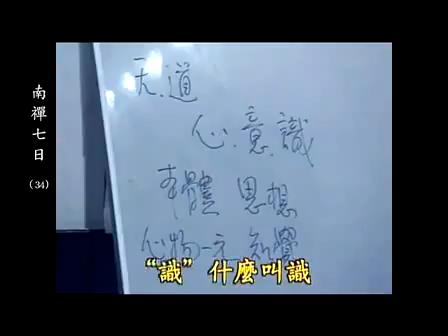 南禪七日
(34)
天.道
心.意.識
本體 思想
心物一元 知覺
“識”什麼叫識